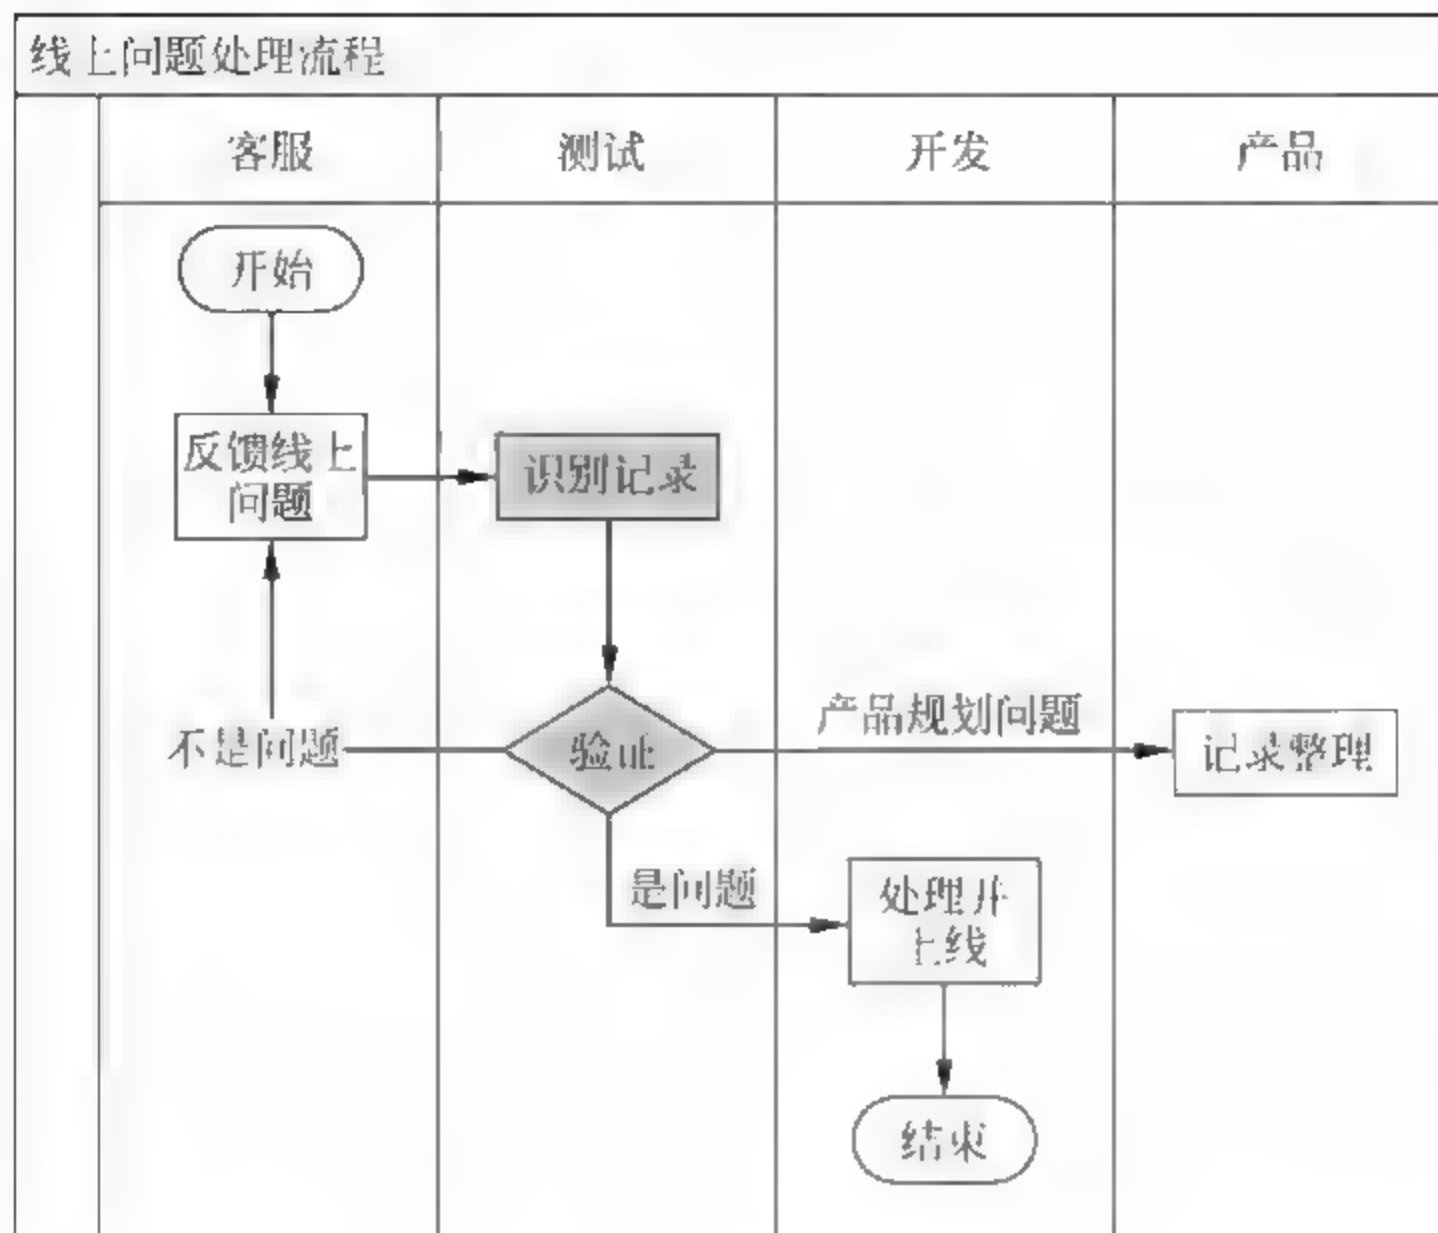 线上问题处理流程
客服
测试
开发
产品
开始
反馈线上
问题
识别记录
不是问题
验证
产品规划问题
记录整理
是问题
处理并
上线
结束